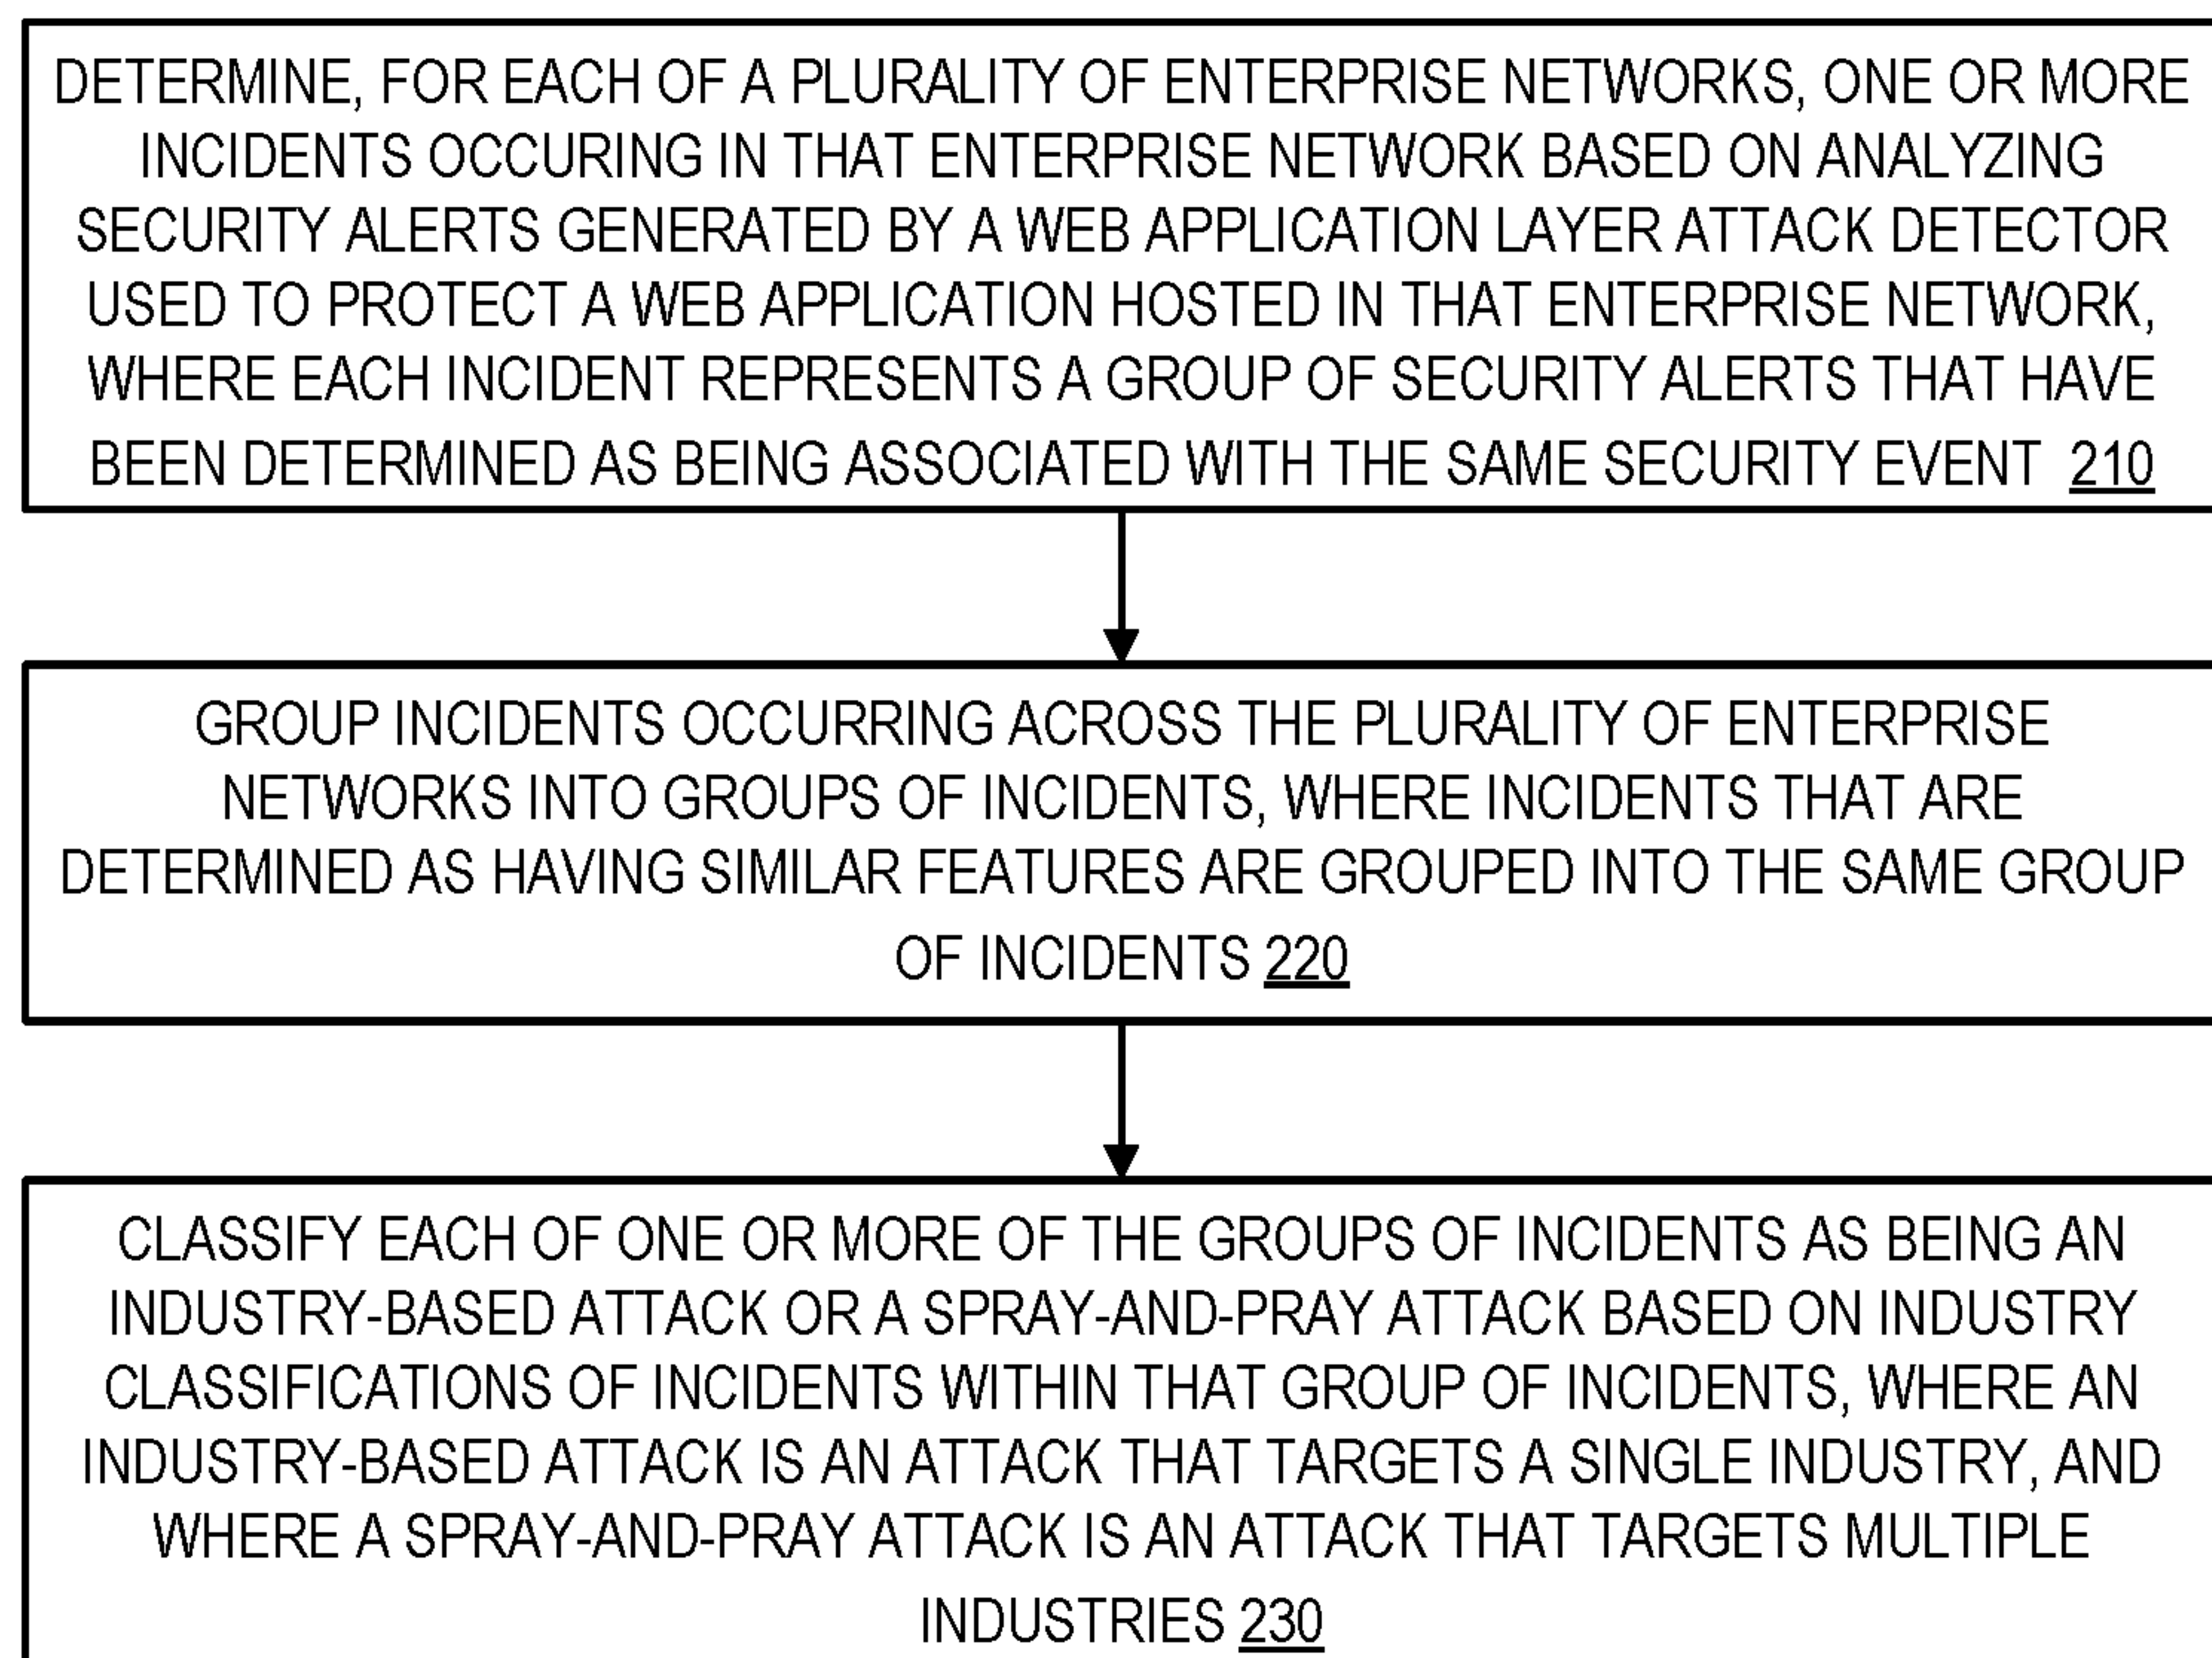 DETERMINE, FOR EACH OF A PLURALITY OF ENTERPRISE NETWORKS, ONE OR MORE
INCIDENTS OCCURING IN THAT ENTERPRISE NETWORK BASED ON ANALYZING
SECURITY ALERTS GENERATED BY A WEB APPLICATION LAYER ATTACK DETECTOR
USED TO PROTECT A WEB APPLICATION HOSTED IN THAT ENTERPRISE NETWORK,
WHERE EACH INCIDENT REPRESENTS A GROUP OF SECURITY ALERTS THAT HAVE
BEEN DETERMINED AS BEING ASSOCIATED WITH THE SAME SECURITY EVENT 210
GROUP INCIDENTS OCCURRING ACROSS THE PLURALITY OF ENTERPRISE
NETWORKS INTO GROUPS OF INCIDENTS, WHERE INCIDENTS THAT ARE
DETERMINED AS HAVING SIMILAR FEATURES ARE GROUPED INTO THE SAME GROUP
OF INCIDENTS 220
CLASSIFY EACH OF ONE OR MORE OF THE GROUPS OF INCIDENTS AS BEING AN
INDUSTRY-BASED ATTACK OR A SPRAY-AND-PRAY ATTACK BASED ON INDUSTRY
CLASSIFICATIONS OF INCIDENTS WITHIN THAT GROUP OF INCIDENTS, WHERE AN
INDUSTRY-BASED ATTACK IS AN ATTACK THAT TARGETS A SINGLE INDUSTRY, AND
WHERE A SPRAY-AND-PRAY ATTACK IS AN ATTACK THAT TARGETS MULTIPLE
INDUSTRIES 230